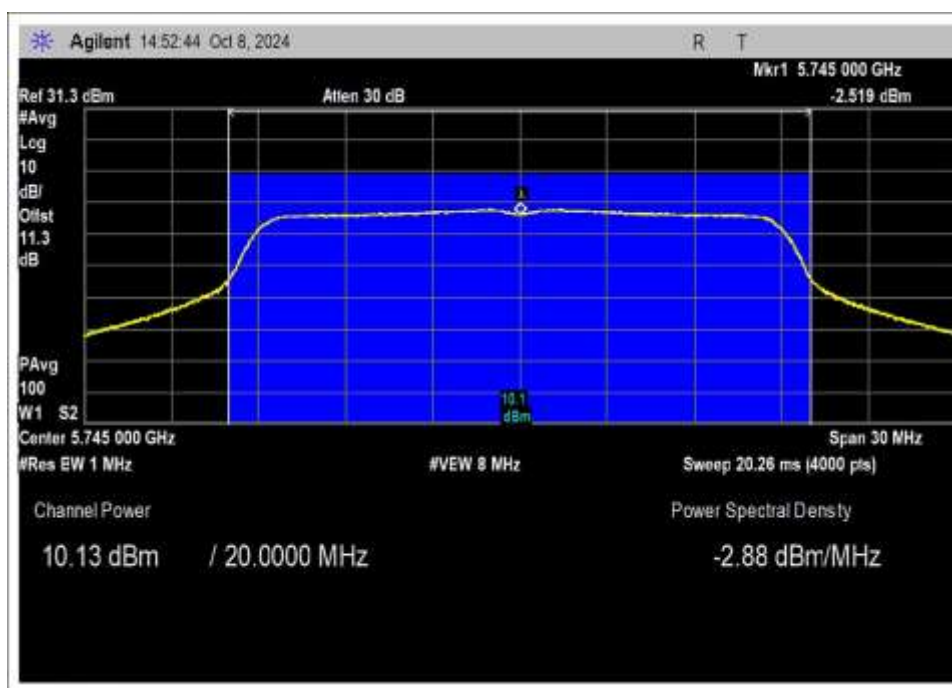 Agilent 14:52:44 Oct 8, 2024 R T
Mkr1 5.745 000 GHz
Ref 31.3 dBm Atten 30 dB -2.519 dBm
#Avg
Log
10
dB/
Offst
11.3
dB
1
PAvg
100
10.1
W1 S2 dBm
Center 5.745 000 GHz Span 30 MHz
#Res BW 1 MHz #VBW 8 MHz Sweep 20.26 ms (4000 pts)
Channel Power Power Spectral Density
10.13 dBm / 20.0000 MHz -2.88 dBm/MHz